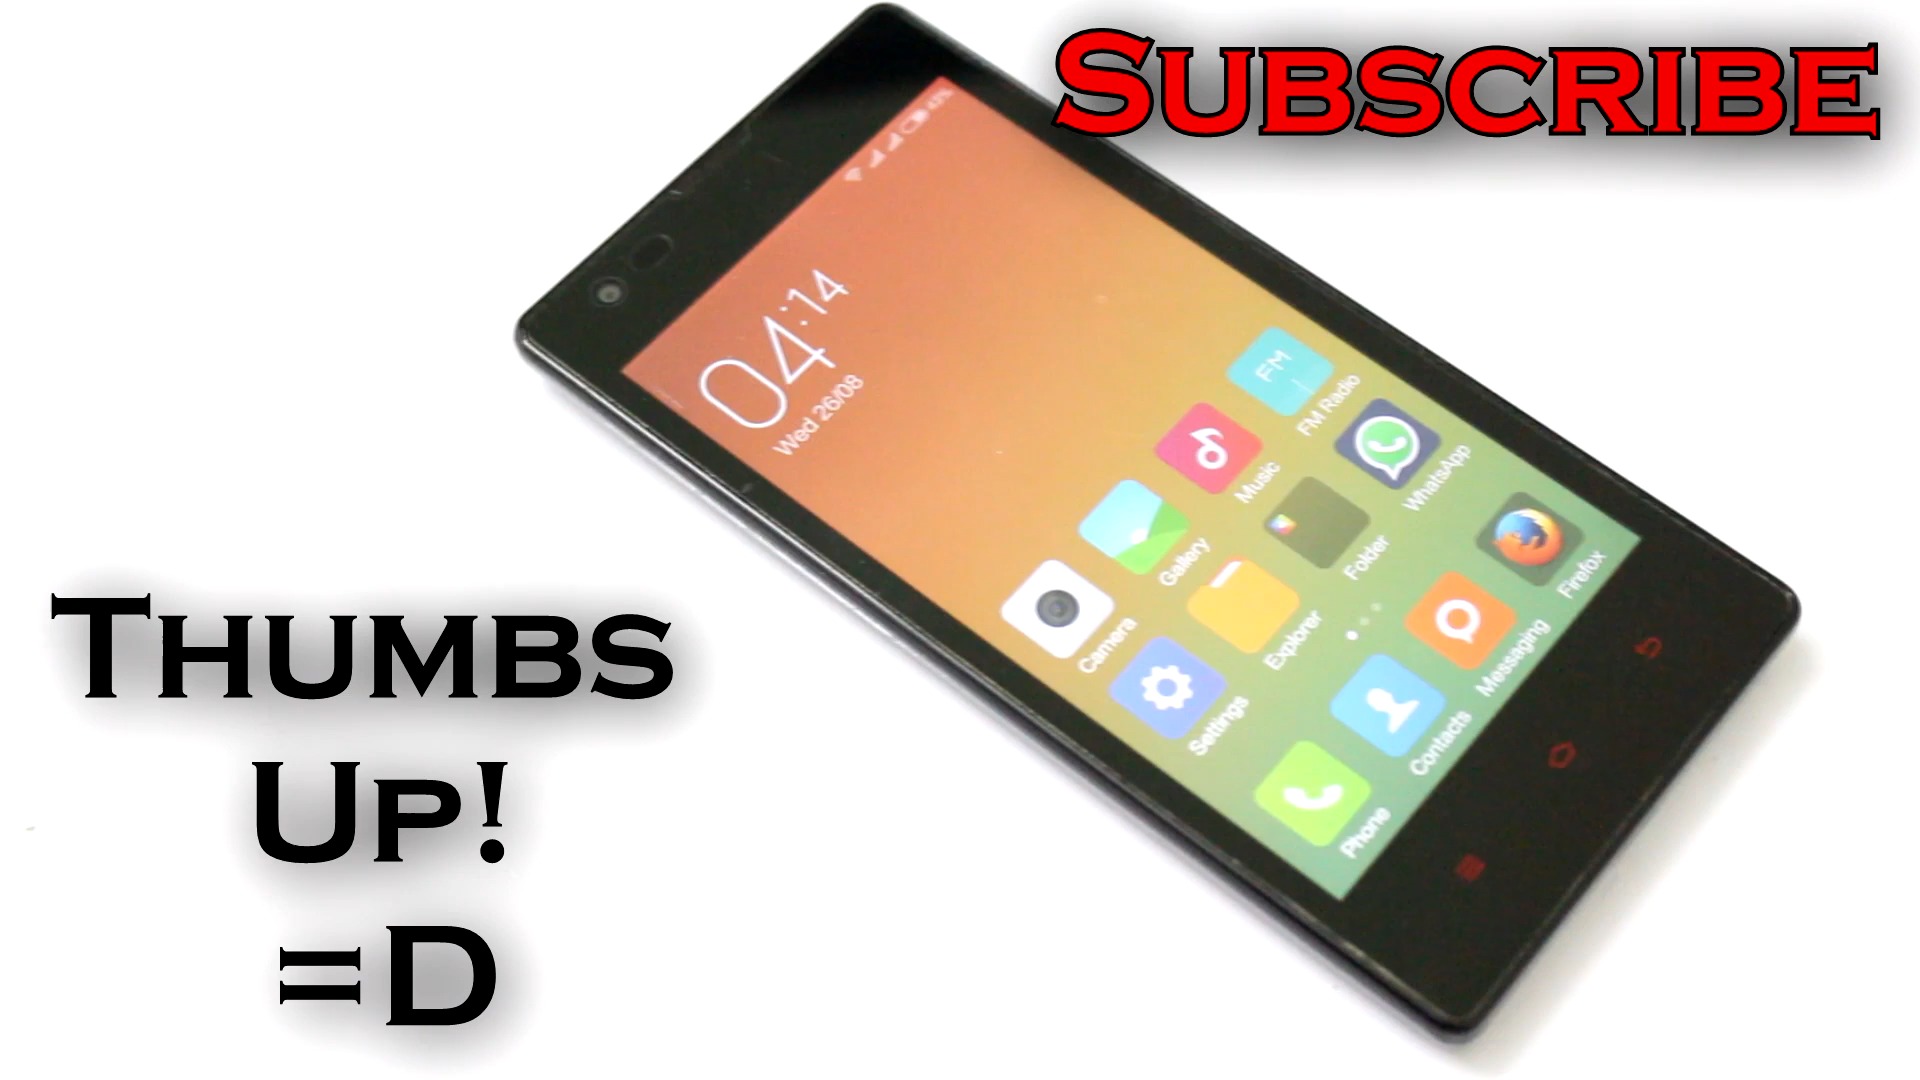 SUBSCRIBE
43%
04:14
Wed 26/08
FM
FM Radio
Music
WhatsApp
Gallery
Folder
Firefox
Camera
Explorer
Messaging
Settings
Contacts
Phone
THUMBS
UP!
=D